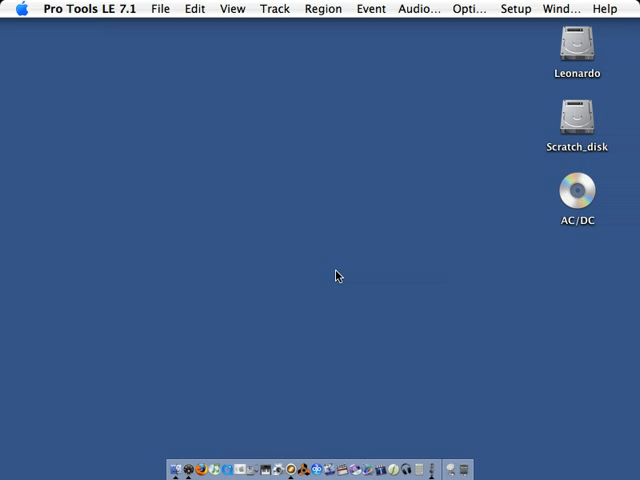 Pro Tools LE 7.1 File Edit View Track Region Event Audio... Opti... Setup Wind... Help
Leonardo
Scratch_disk
AC/DC